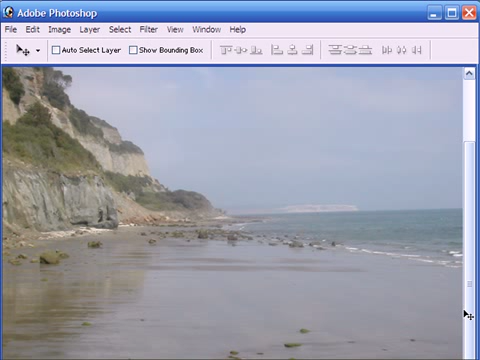 Adobe Photoshop
File Edit Image Layer Select Filter View Window Help
Auto Select Layer Show Bounding Box